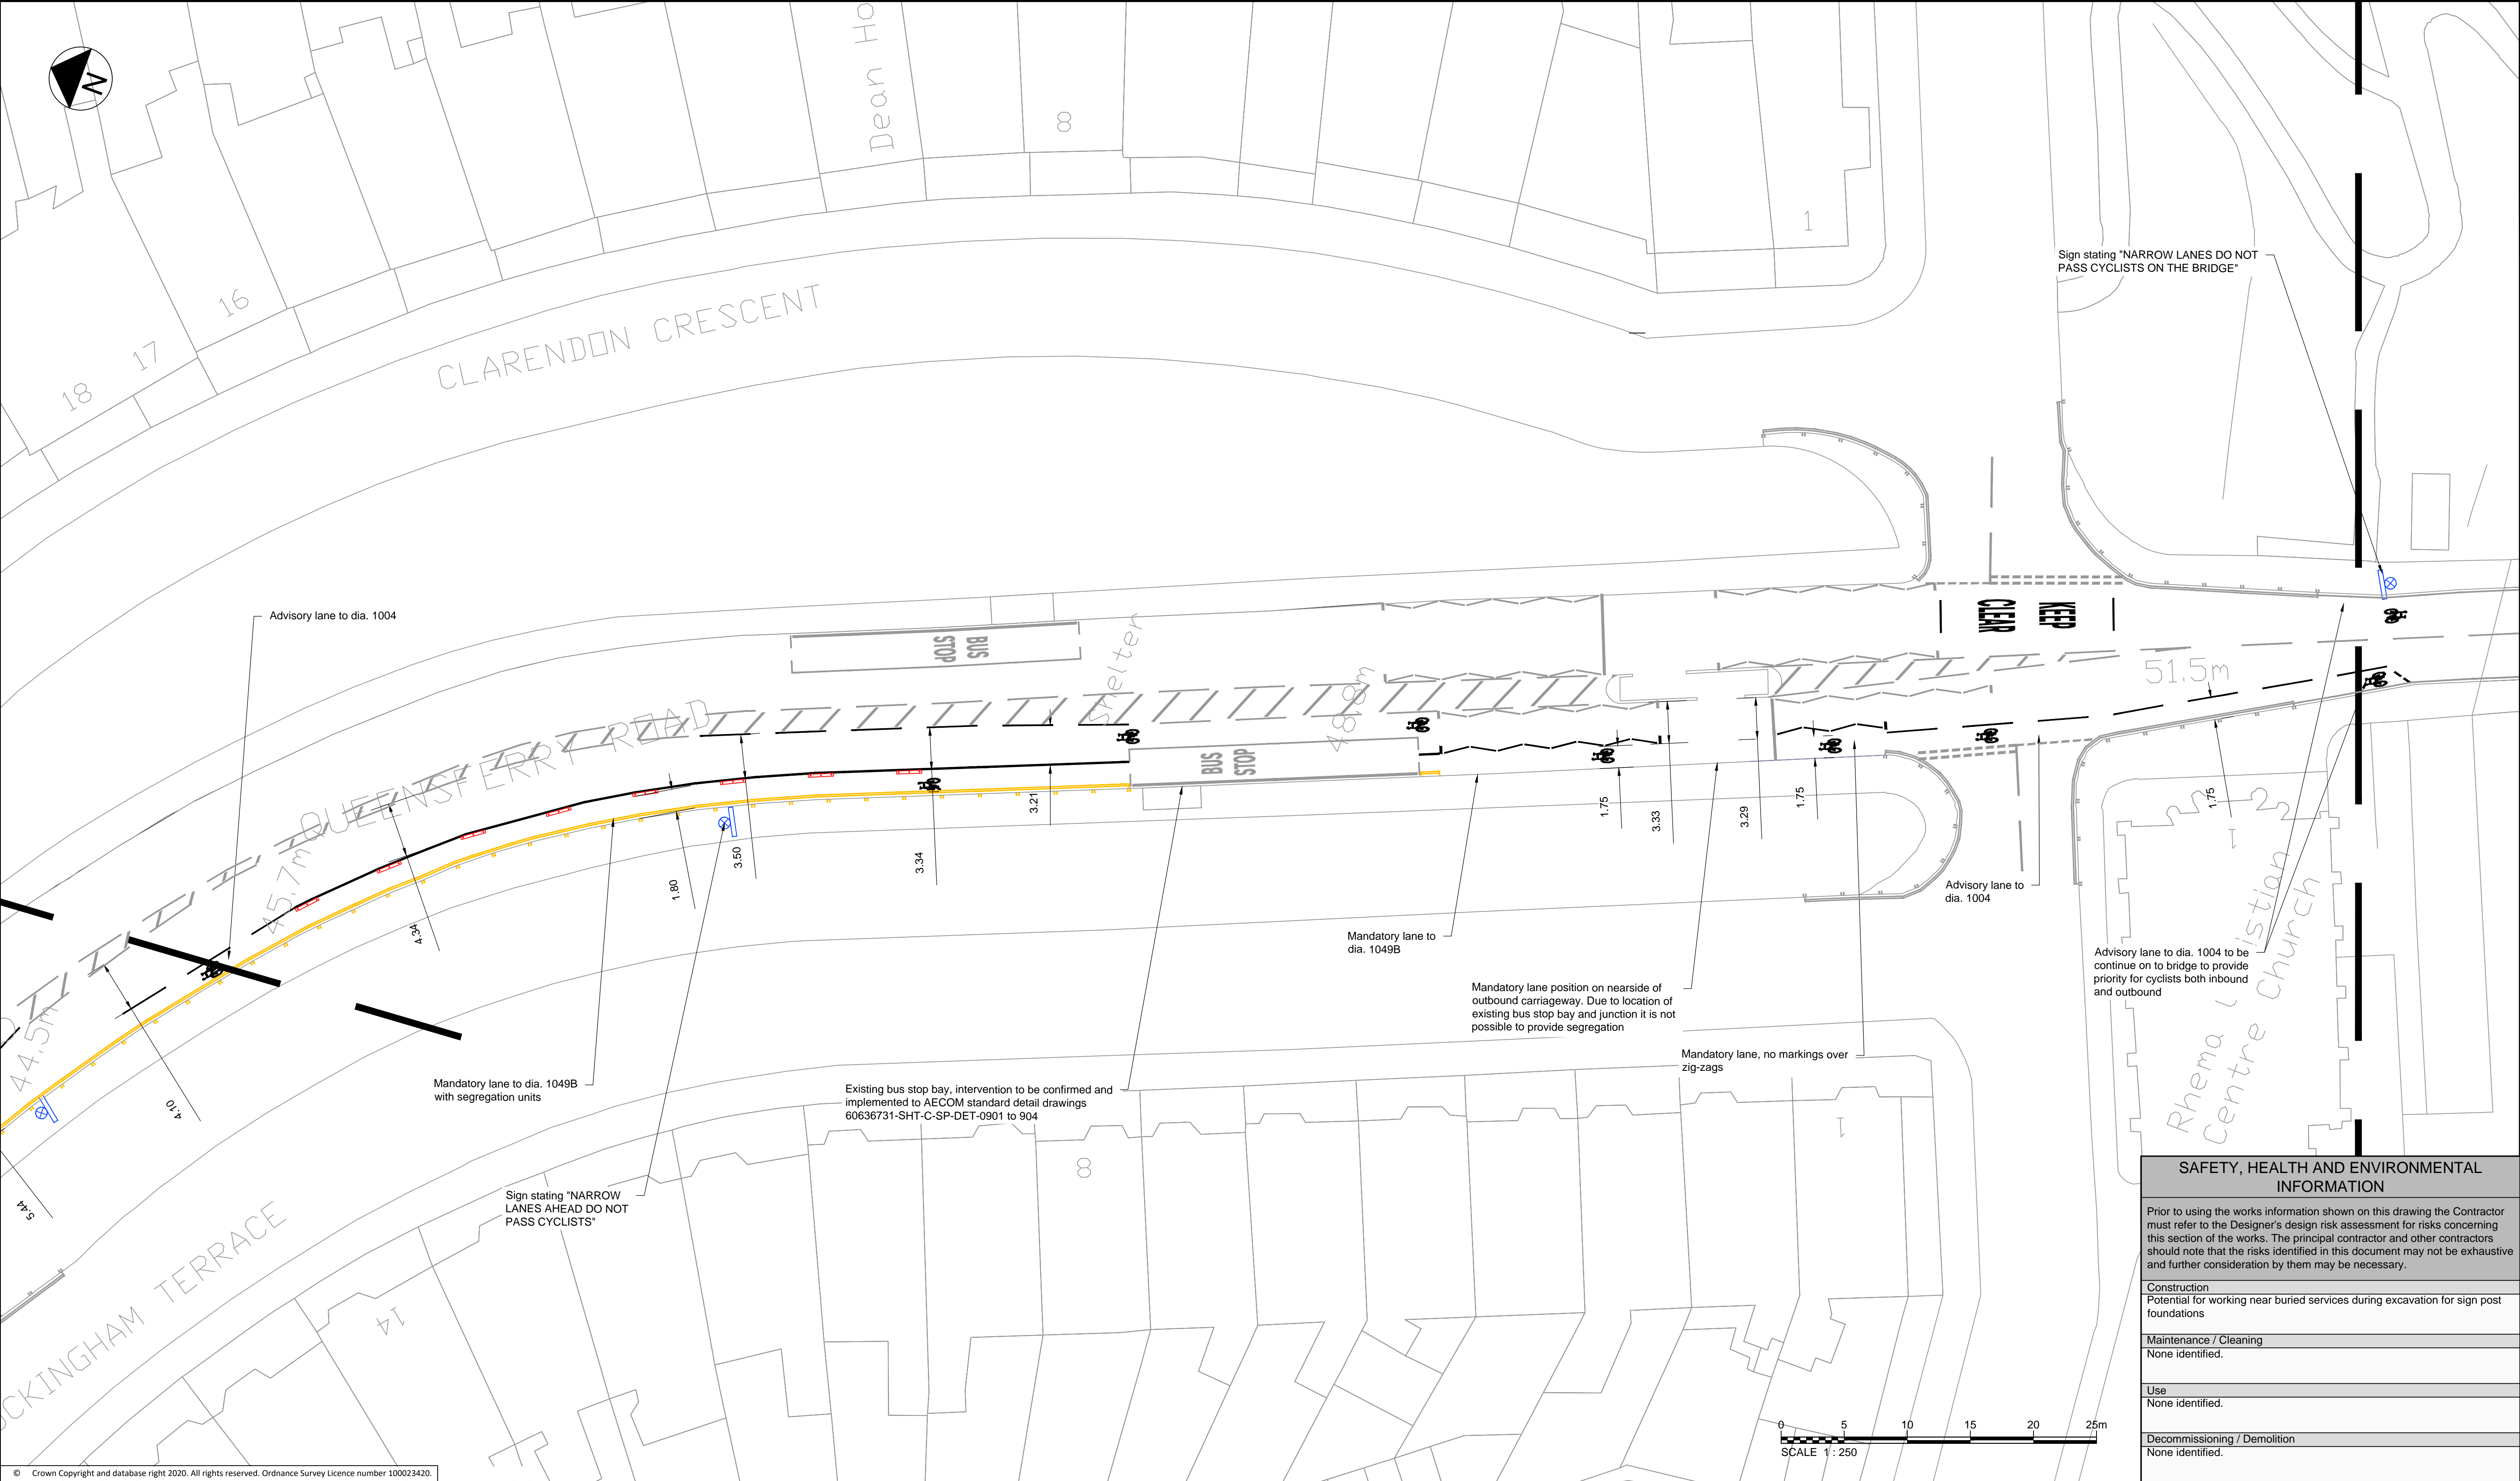 N
Dean Ho
8
1
16
17
18
CLARENDON CRESCENT
Sign stating "NARROW LANES DO NOT
PASS CYCLISTS ON THE BRIDGE"
Advisory lane to dia. 1004
BUS
STOP
Shelter
KEEP
CLEAR
51.5m
48.8m
QUEENSFERRY ROAD
45.7m
44.5m
BUS
STOP
3.21
1.75
3.33
3.29
1.75
1.75
3.50
3.34
1.80
4.34
4.10
5.44
Advisory lane to
dia. 1004
Mandatory lane to
dia. 1049B
Advisory lane to dia. 1004 to be
continue on to bridge to provide
priority for cyclists both inbound
and outbound
1
Rhema
Centre Church
Mandatory lane position on nearside of
outbound carriageway. Due to location of
existing bus stop bay and junction it is not
possible to provide segregation
Mandatory lane, no markings over
zig-zags
Mandatory lane to dia. 1049B
with segregation units
Existing bus stop bay, intervention to be confirmed and
implemented to AECOM standard detail drawings
60636731-SHT-C-SP-DET-0901 to 904
Sign stating "NARROW
LANES AHEAD DO NOT
PASS CYCLISTS"
8
1
14
CKINGHAM TERRACE
SAFETY, HEALTH AND ENVIRONMENTAL
INFORMATION
Prior to using the works information shown on this drawing the Contractor
must refer to the Designer's design risk assessment for risks concerning
this section of the works. The principal contractor and other contractors
should note that the risks identified in this document may not be exhaustive
and further consideration by them may be necessary.
Construction
Potential for working near buried services during excavation for sign post
foundations
Maintenance / Cleaning
None identified.
Use
None identified.
Decommissioning / Demolition
None identified.
0 5 10 15 20 25m
SCALE 1 : 250
© Crown Copyright and database right 2020. All rights reserved. Ordnance Survey Licence number 100023420.